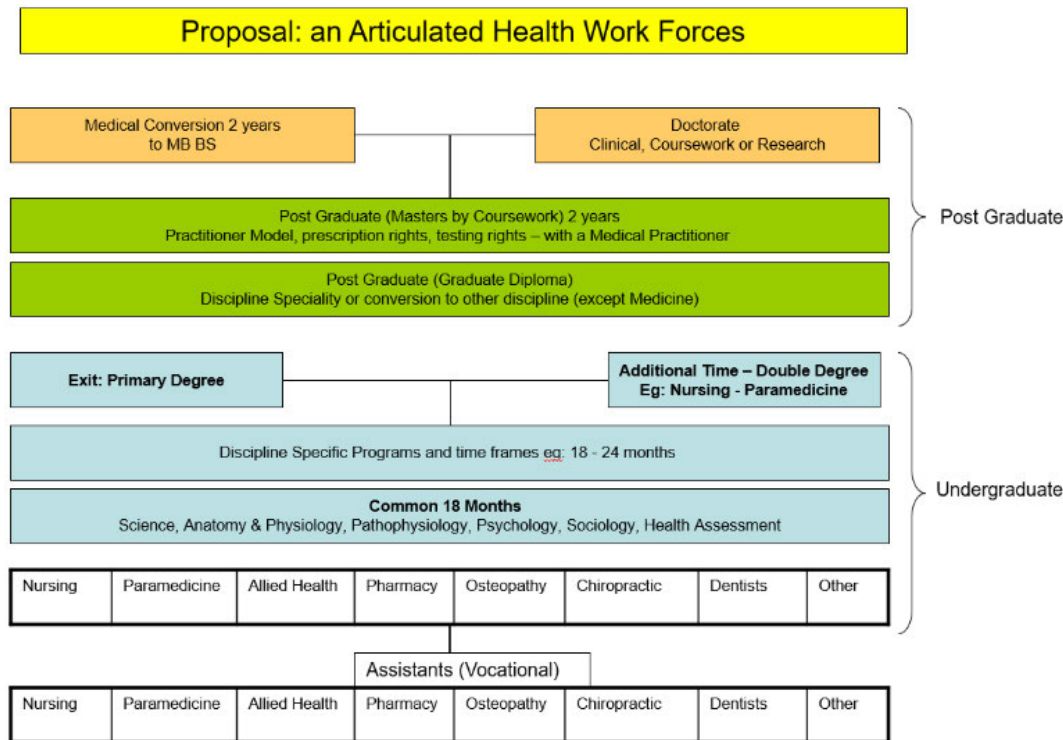 Proposal: an Articulated Health Work Forces
Medical Conversion 2 years
to MB BS
Doctorate
Clinical, Coursework or Research
Post Graduate (Masters by Coursework) 2 years
Practitioner Model, prescription rights, testing rights – with a Medical Practitioner
Post Graduate
Post Graduate (Graduate Diploma)
Discipline Speciality or conversion to other discipline (except Medicine)
Exit: Primary Degree
Additional Time – Double Degree
Eg: Nursing - Paramedicine
Discipline Specific Programs and time frames eg: 18 - 24 months
Undergraduate
Common 18 Months
Science, Anatomy & Physiology, Pathophysiology, Psychology, Sociology, Health Assessment
Nursing Paramedicine Allied Health Pharmacy Osteopathy Chiropractic Dentists Other
Assistants (Vocational)
Nursing Paramedicine Allied Health Pharmacy Osteopathy Chiropractic Dentists Other